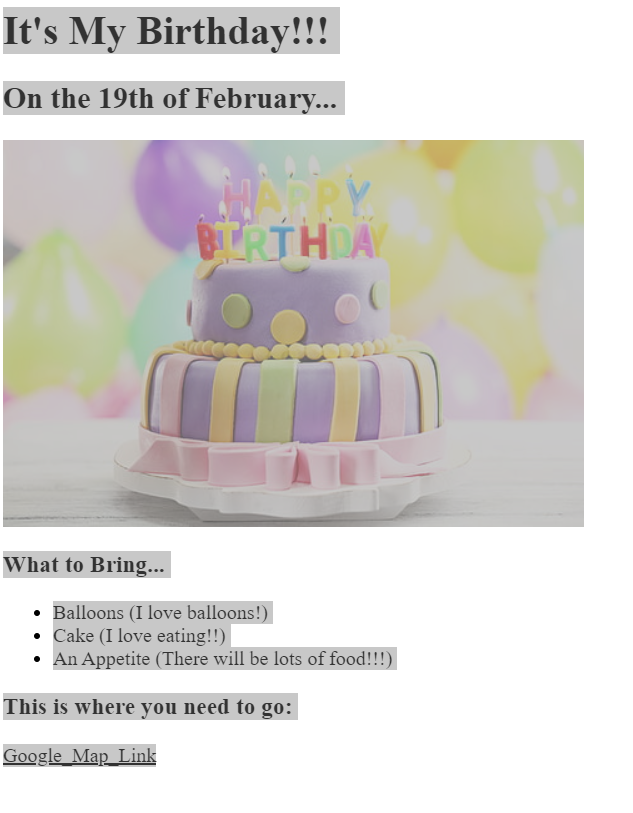 It's My Birthday!!!
On the 19th of February...
HAPPY
BIRTHDAY
What to Bring...
Balloons (I love balloons!)
Cake (I love eating!!)
An Appetite (There will be lots of food!!!)
This is where you need to go:
Google_Map_Link